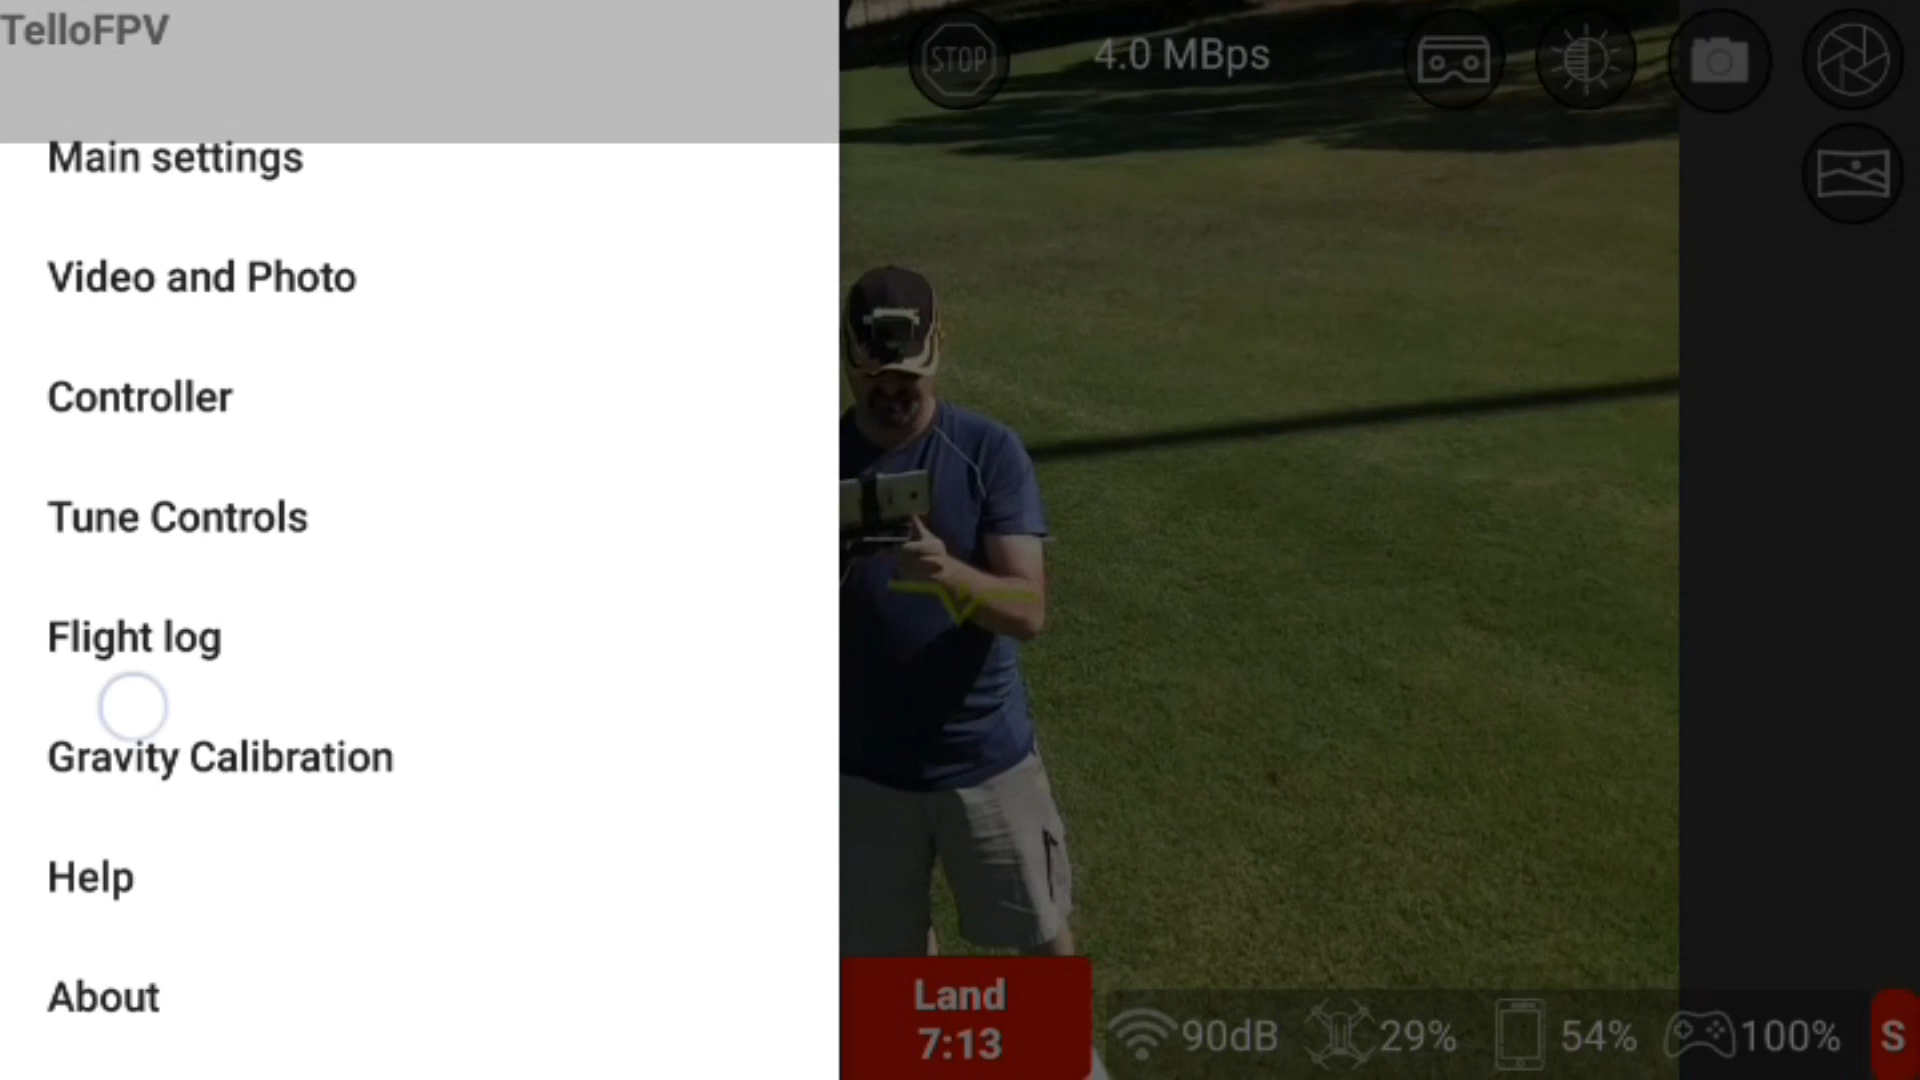 TelloFPV
Main settings
Video and Photo
Controller
Tune Controls
Flight log
Gravity Calibration
Help
About
STOP
4.0 MBps
Land
7:13
90dB
29%
54%
100%
S